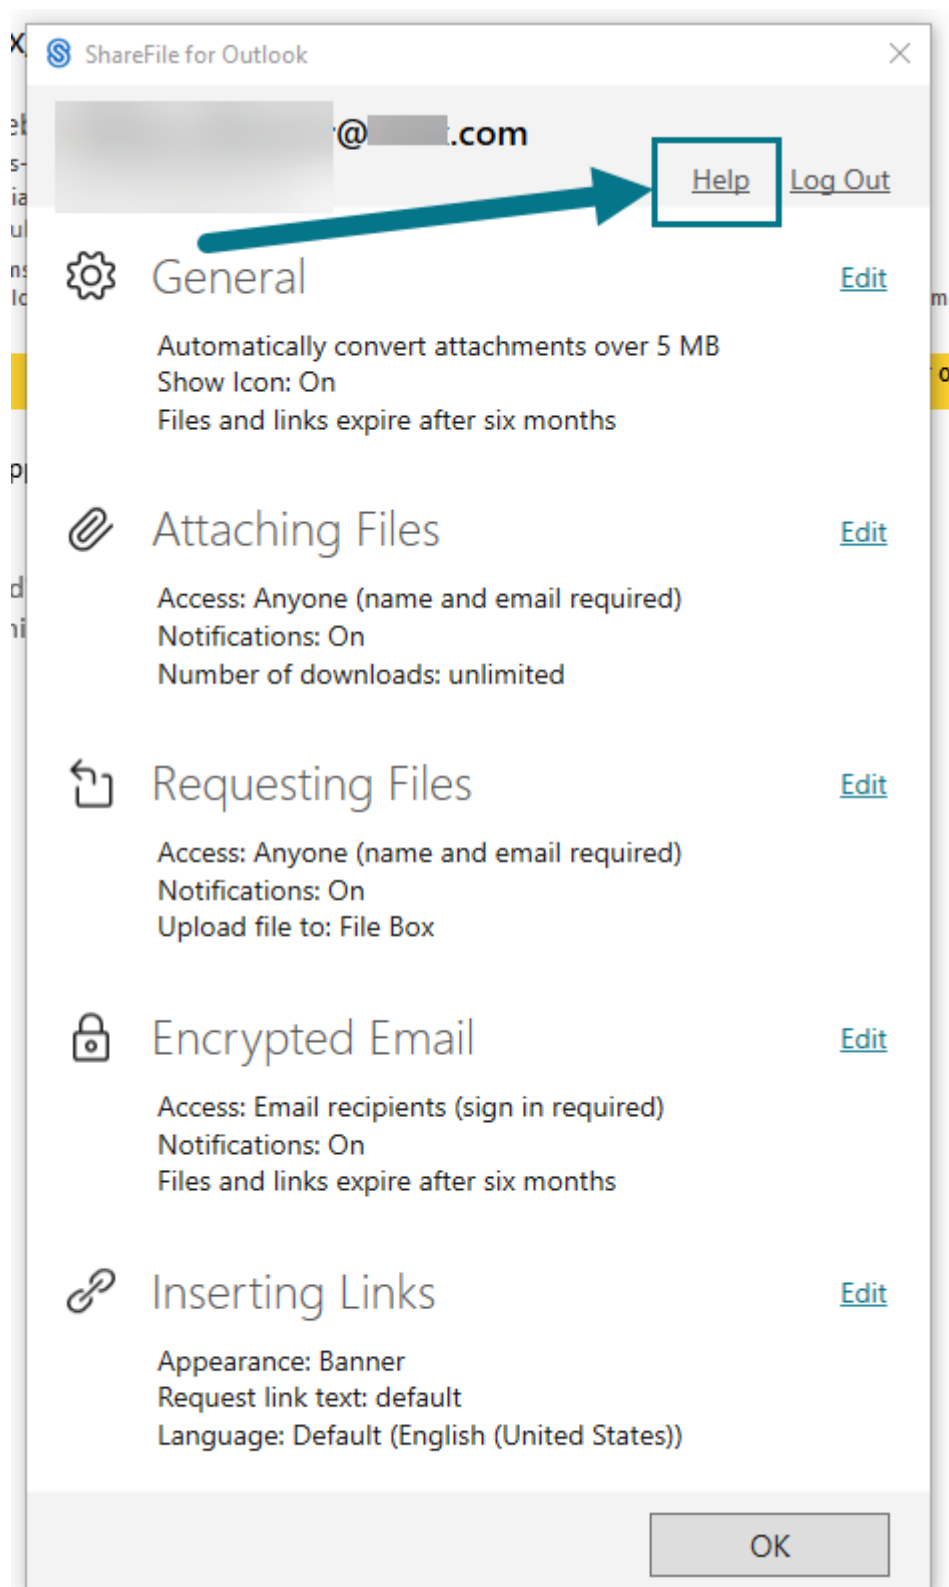 ShareFile for Outlook
@ .com
Help Log Out
General Edit
Automatically convert attachments over 5 MB
Show Icon: On
Files and links expire after six months
Attaching Files Edit
Access: Anyone (name and email required)
Notifications: On
Number of downloads: unlimited
Requesting Files Edit
Access: Anyone (name and email required)
Notifications: On
Upload file to: File Box
Encrypted Email Edit
Access: Email recipients (sign in required)
Notifications: On
Files and links expire after six months
Inserting Links Edit
Appearance: Banner
Request link text: default
Language: Default (English (United States))
OK